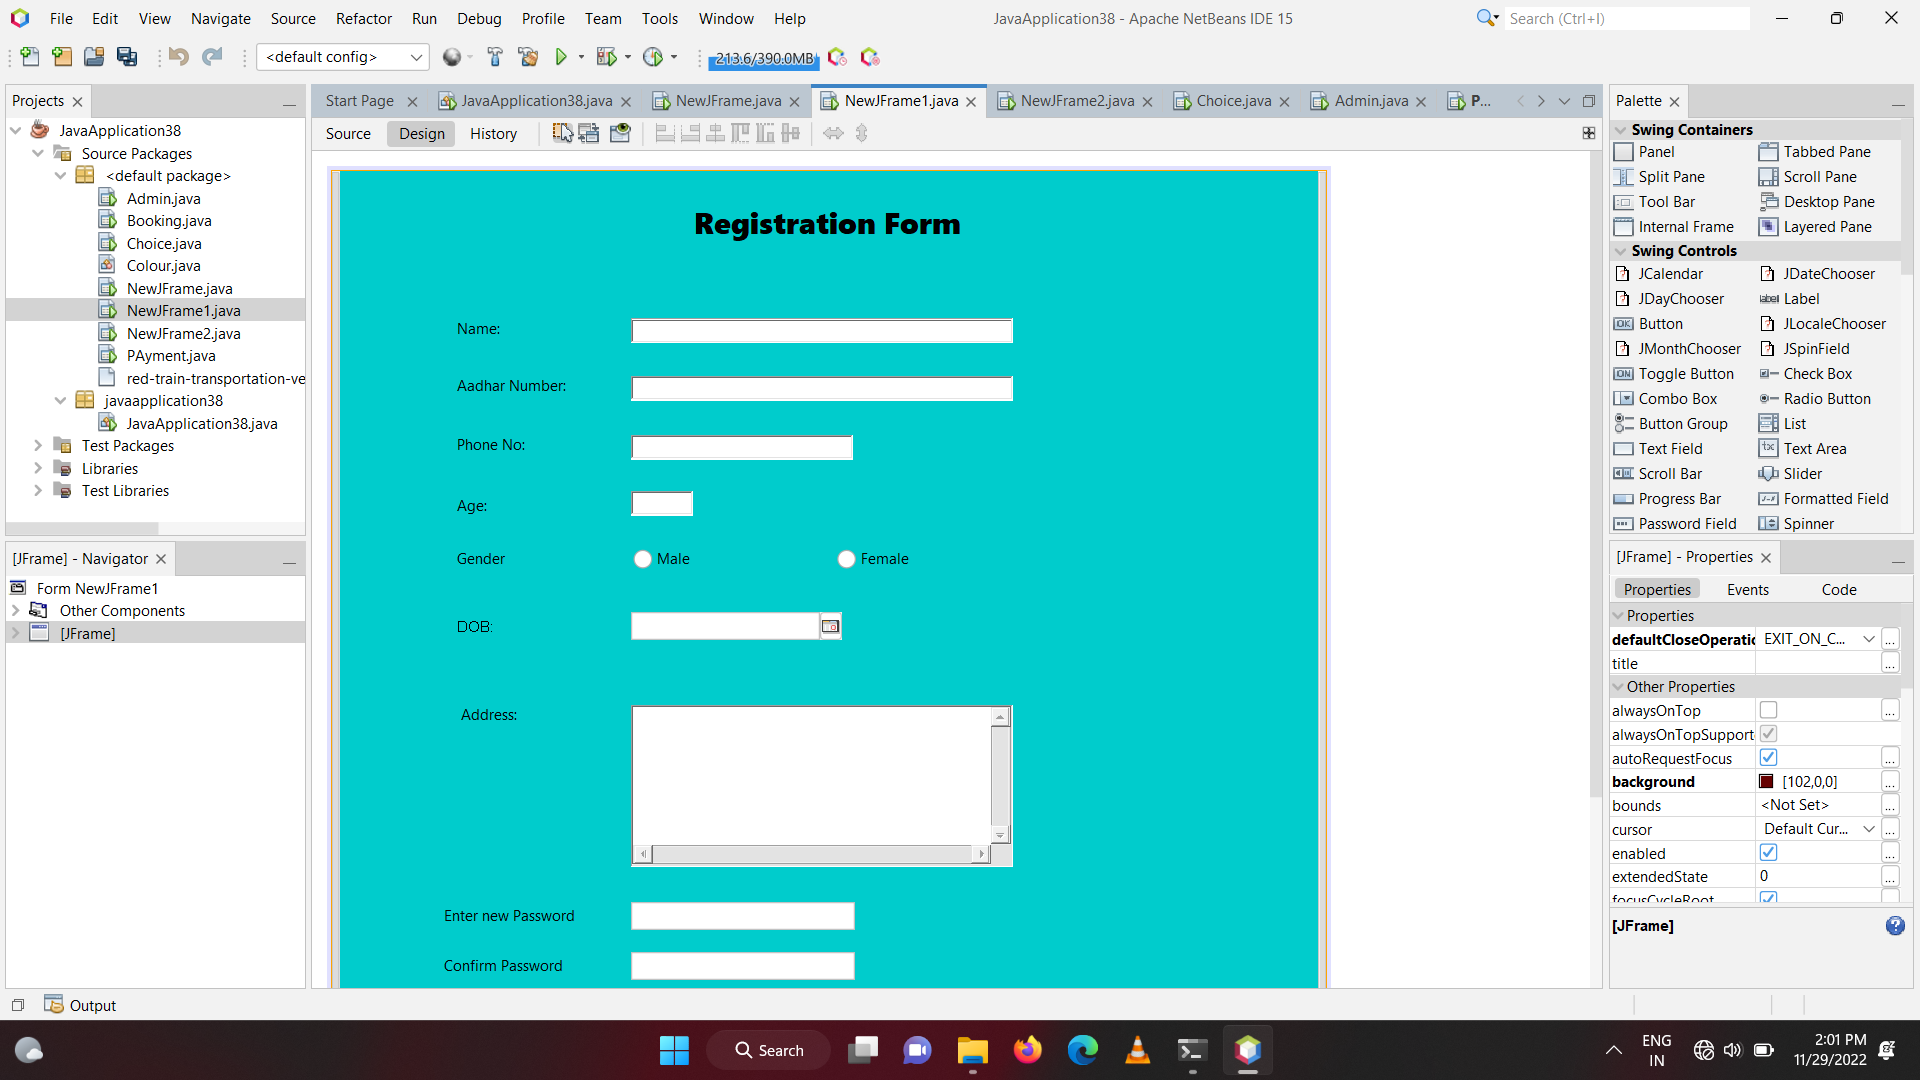 File Edit View Navigate Source Refactor Run Debug Profile Team Tools Window Help
JavaApplication38 - Apache NetBeans IDE 15
Search (Ctrl+I)
<default config>
213.6/390.0MB
Projects
JavaApplication38
Source Packages
<default package>
Admin.java
Booking.java
Choice.java
Colour.java
NewJFrame.java
NewJFrame1.java
NewJFrame2.java
PAyment.java
red-train-transportation-ve
javaapplication38
JavaApplication38.java
Test Packages
Libraries
Test Libraries
[JFrame] - Navigator
Form NewJFrame1
Other Components
[JFrame]
Start Page JavaApplication38.java NewJFrame.java NewJFrame1.java NewJFrame2.java Choice.java Admin.java P...
Source Design History
Registration Form
Name:
Aadhar Number:
Phone No:
Age:
Gender Male Female
DOB:
Address:
Enter new Password
Confirm Password
Palette
Swing Containers
Panel Tabbed Pane
Split Pane Scroll Pane
Tool Bar Desktop Pane
Internal Frame Layered Pane
Swing Controls
JCalendar JDateChooser
JDayChooser label Label
OK Button JLocaleChooser
JMonthChooser JSpinField
ON Toggle Button Check Box
Combo Box Radio Button
Button Group List
Text Field Text Area
Scroll Bar Slider
Progress Bar Formatted Field
Password Field Spinner
[JFrame] - Properties
Properties Events Code
Properties
defaultCloseOperatic EXIT_ON_C... ...
title ...
Other Properties
alwaysOnTop ...
alwaysOnTopSupport
autoRequestFocus ...
background [102,0,0] ...
bounds <Not Set> ...
cursor Default Cur... ...
enabled ...
extendedState 0 ...
focusCycleRoot
[JFrame]
Output
Search
ENG
IN
2:01 PM
11/29/2022